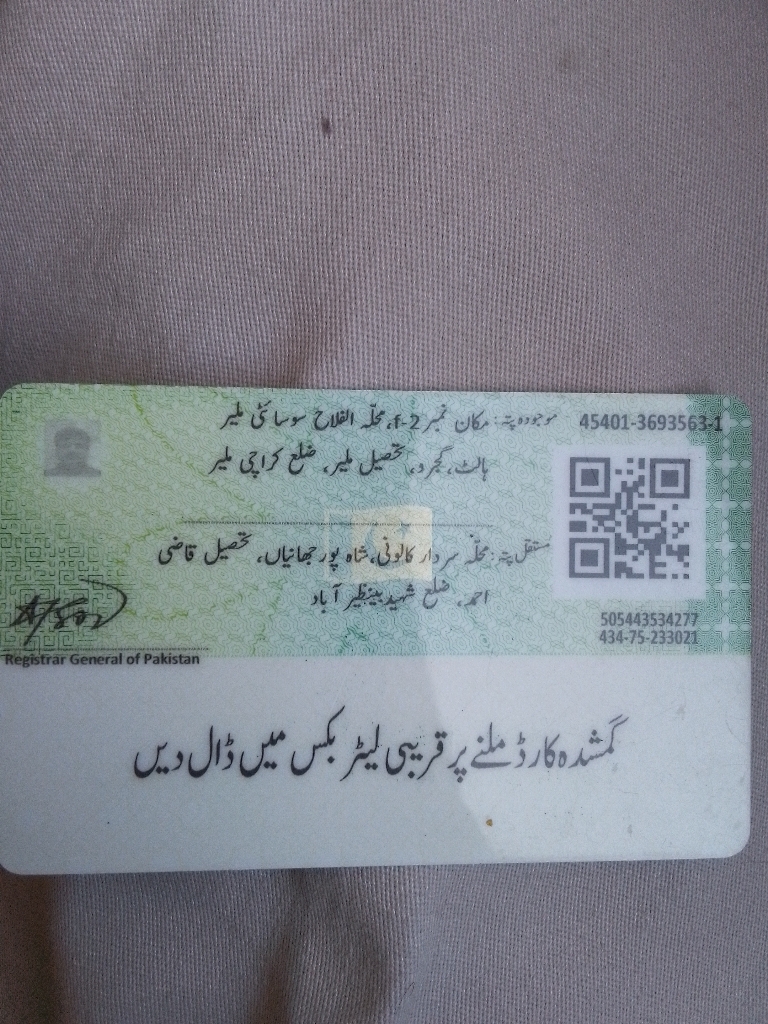 موجودہ پتہ: مکان نمبر f-2، محلہ الفلاح سوسائٹی ملیر
45401-3693563-1
ہالٹ، گجرو، تحصیل ملیر، ضلع کراچی ملیر
مستقل پتہ: محلہ سردار کالونی، شاہ پور جھانیاں، تحصیل قاضی
احمد، ضلع شہید بینظیر آباد
505443534277
434-75-233021
Registrar General of Pakistan
گمشدہ کارڈ ملنے پر قریبی لیٹر بکس میں ڈال دیں